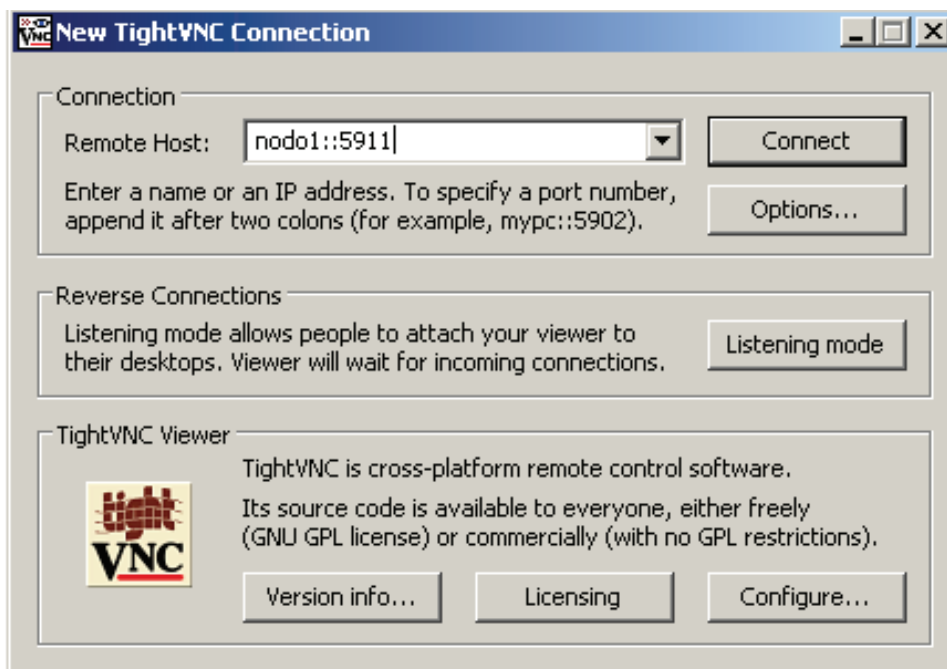 New TightVNC Connection
Connection
Remote Host:
nodo1::5911
Connect
Enter a name or an IP address. To specify a port number,
append it after two colons (for example, mypc::5902).
Options...
Reverse Connections
Listening mode allows people to attach your viewer to
their desktops. Viewer will wait for incoming connections.
Listening mode
TightVNC Viewer
tight
VNC
TightVNC is cross-platform remote control software.
Its source code is available to everyone, either freely
(GNU GPL license) or commercially (with no GPL restrictions).
Version info...
Licensing
Configure...